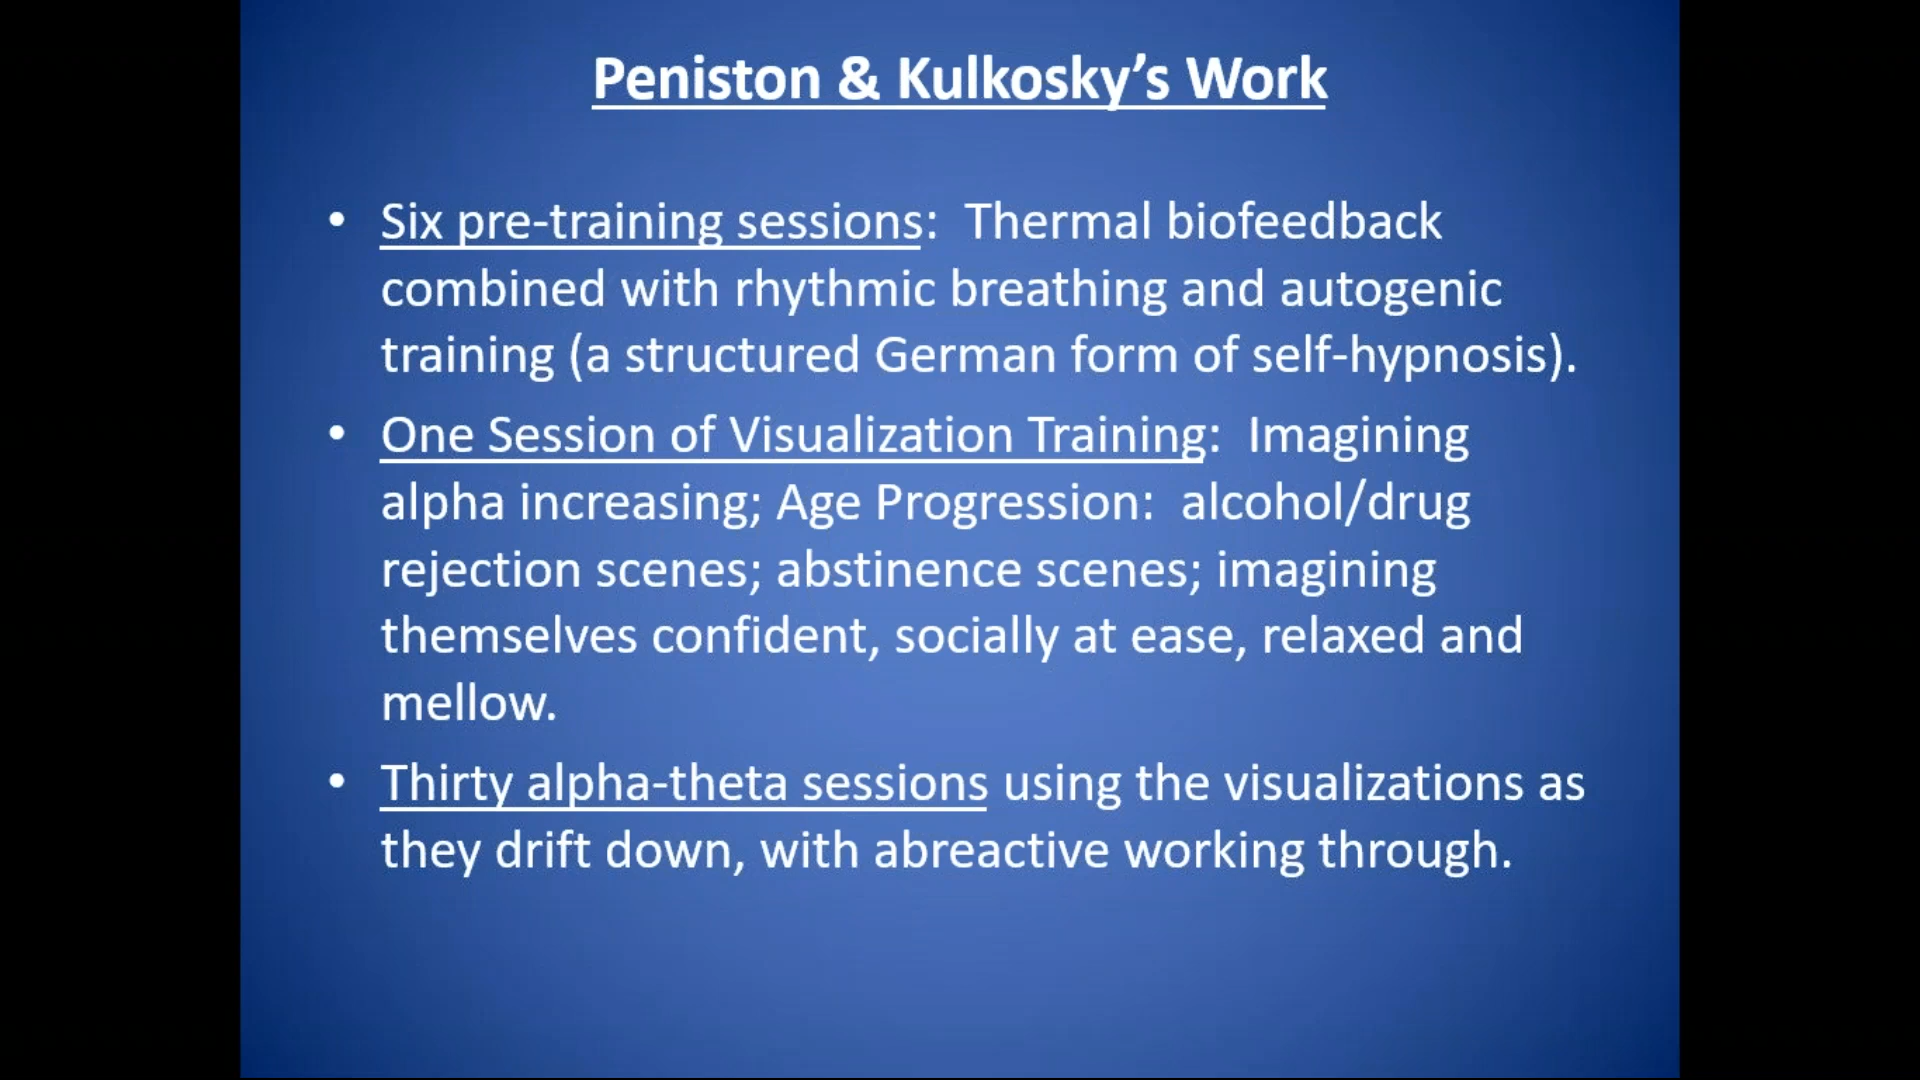 Peniston & Kulkosky’s Work
• Six pre-training sessions:  Thermal biofeedback
combined with rhythmic breathing and autogenic
training (a structured German form of self-hypnosis).
• One Session of Visualization Training:  Imagining
alpha increasing; Age Progression:  alcohol/drug
rejection scenes; abstinence scenes; imagining
themselves confident, socially at ease, relaxed and
mellow.
• Thirty alpha-theta sessions using the visualizations as
they drift down, with abreactive working through.